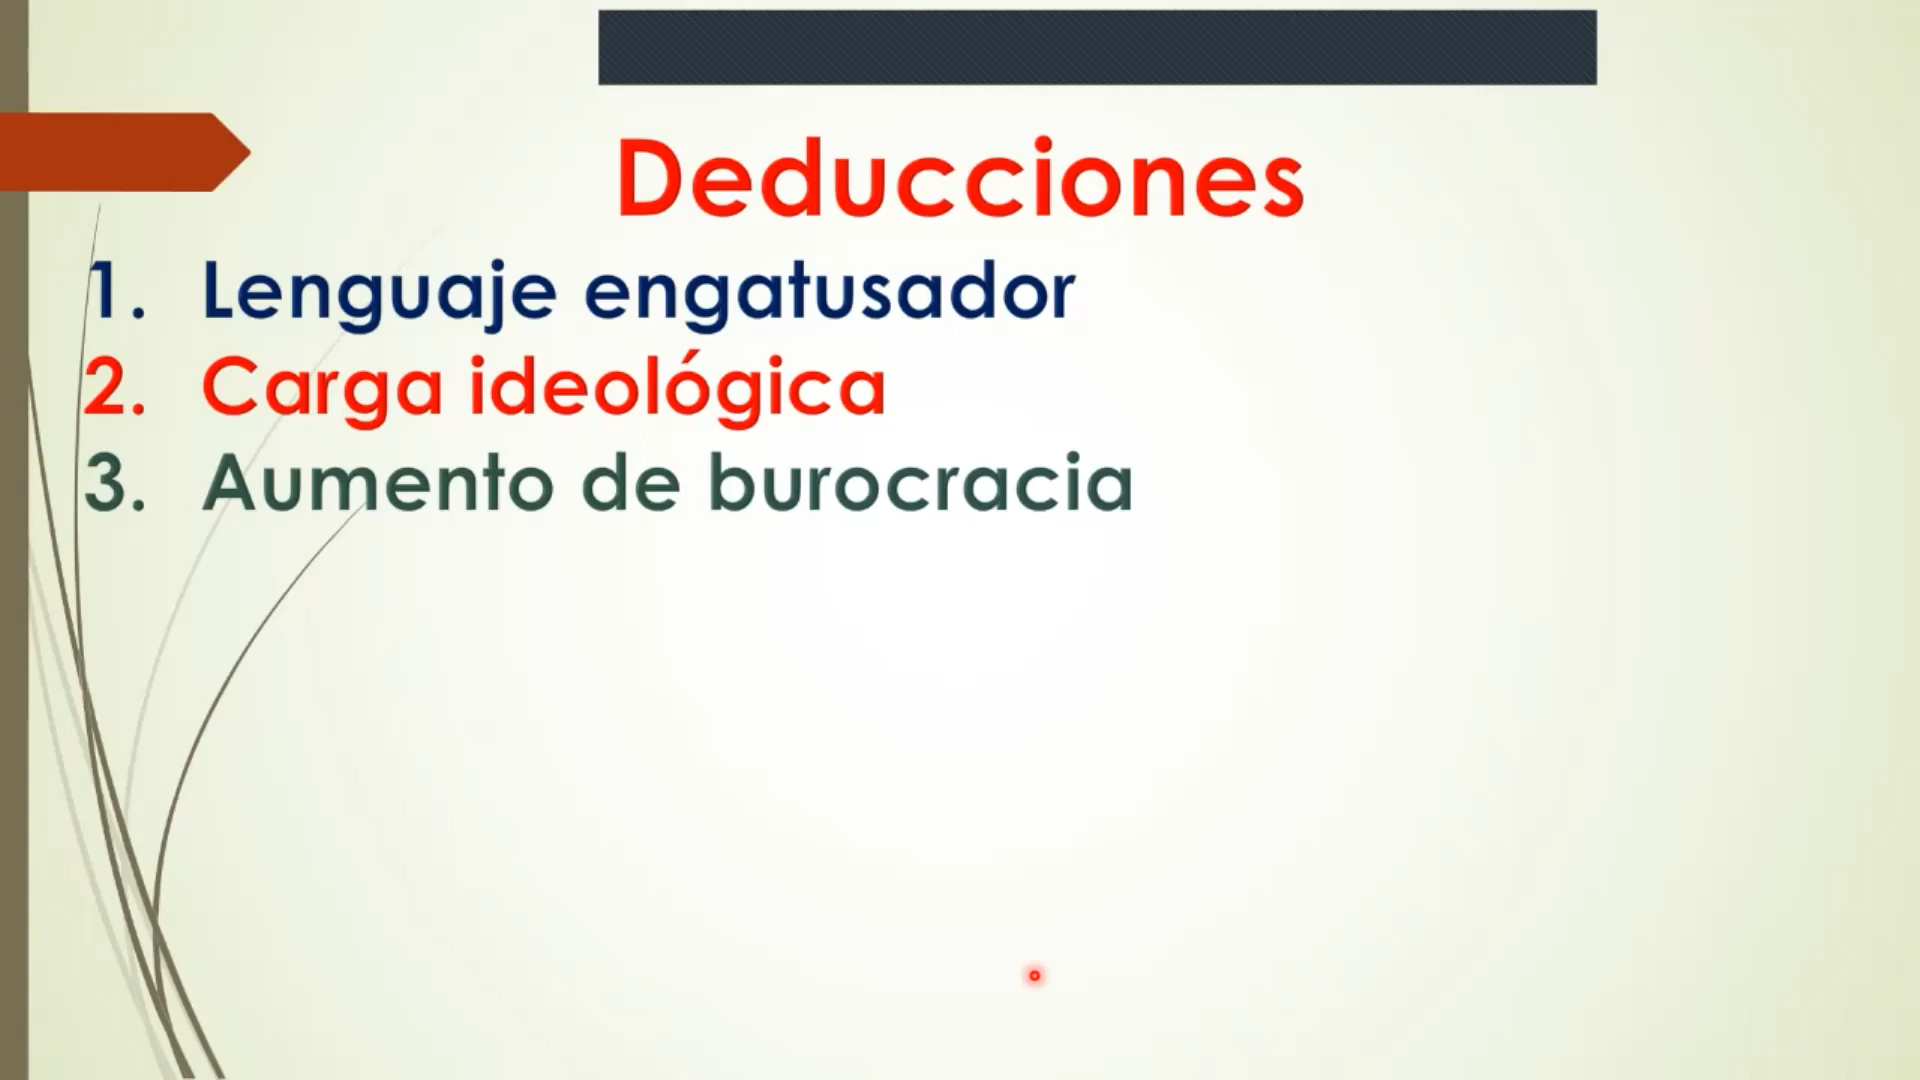 Deducciones
1. Lenguaje engatusador
2. Carga ideológica
3. Aumento de burocracia